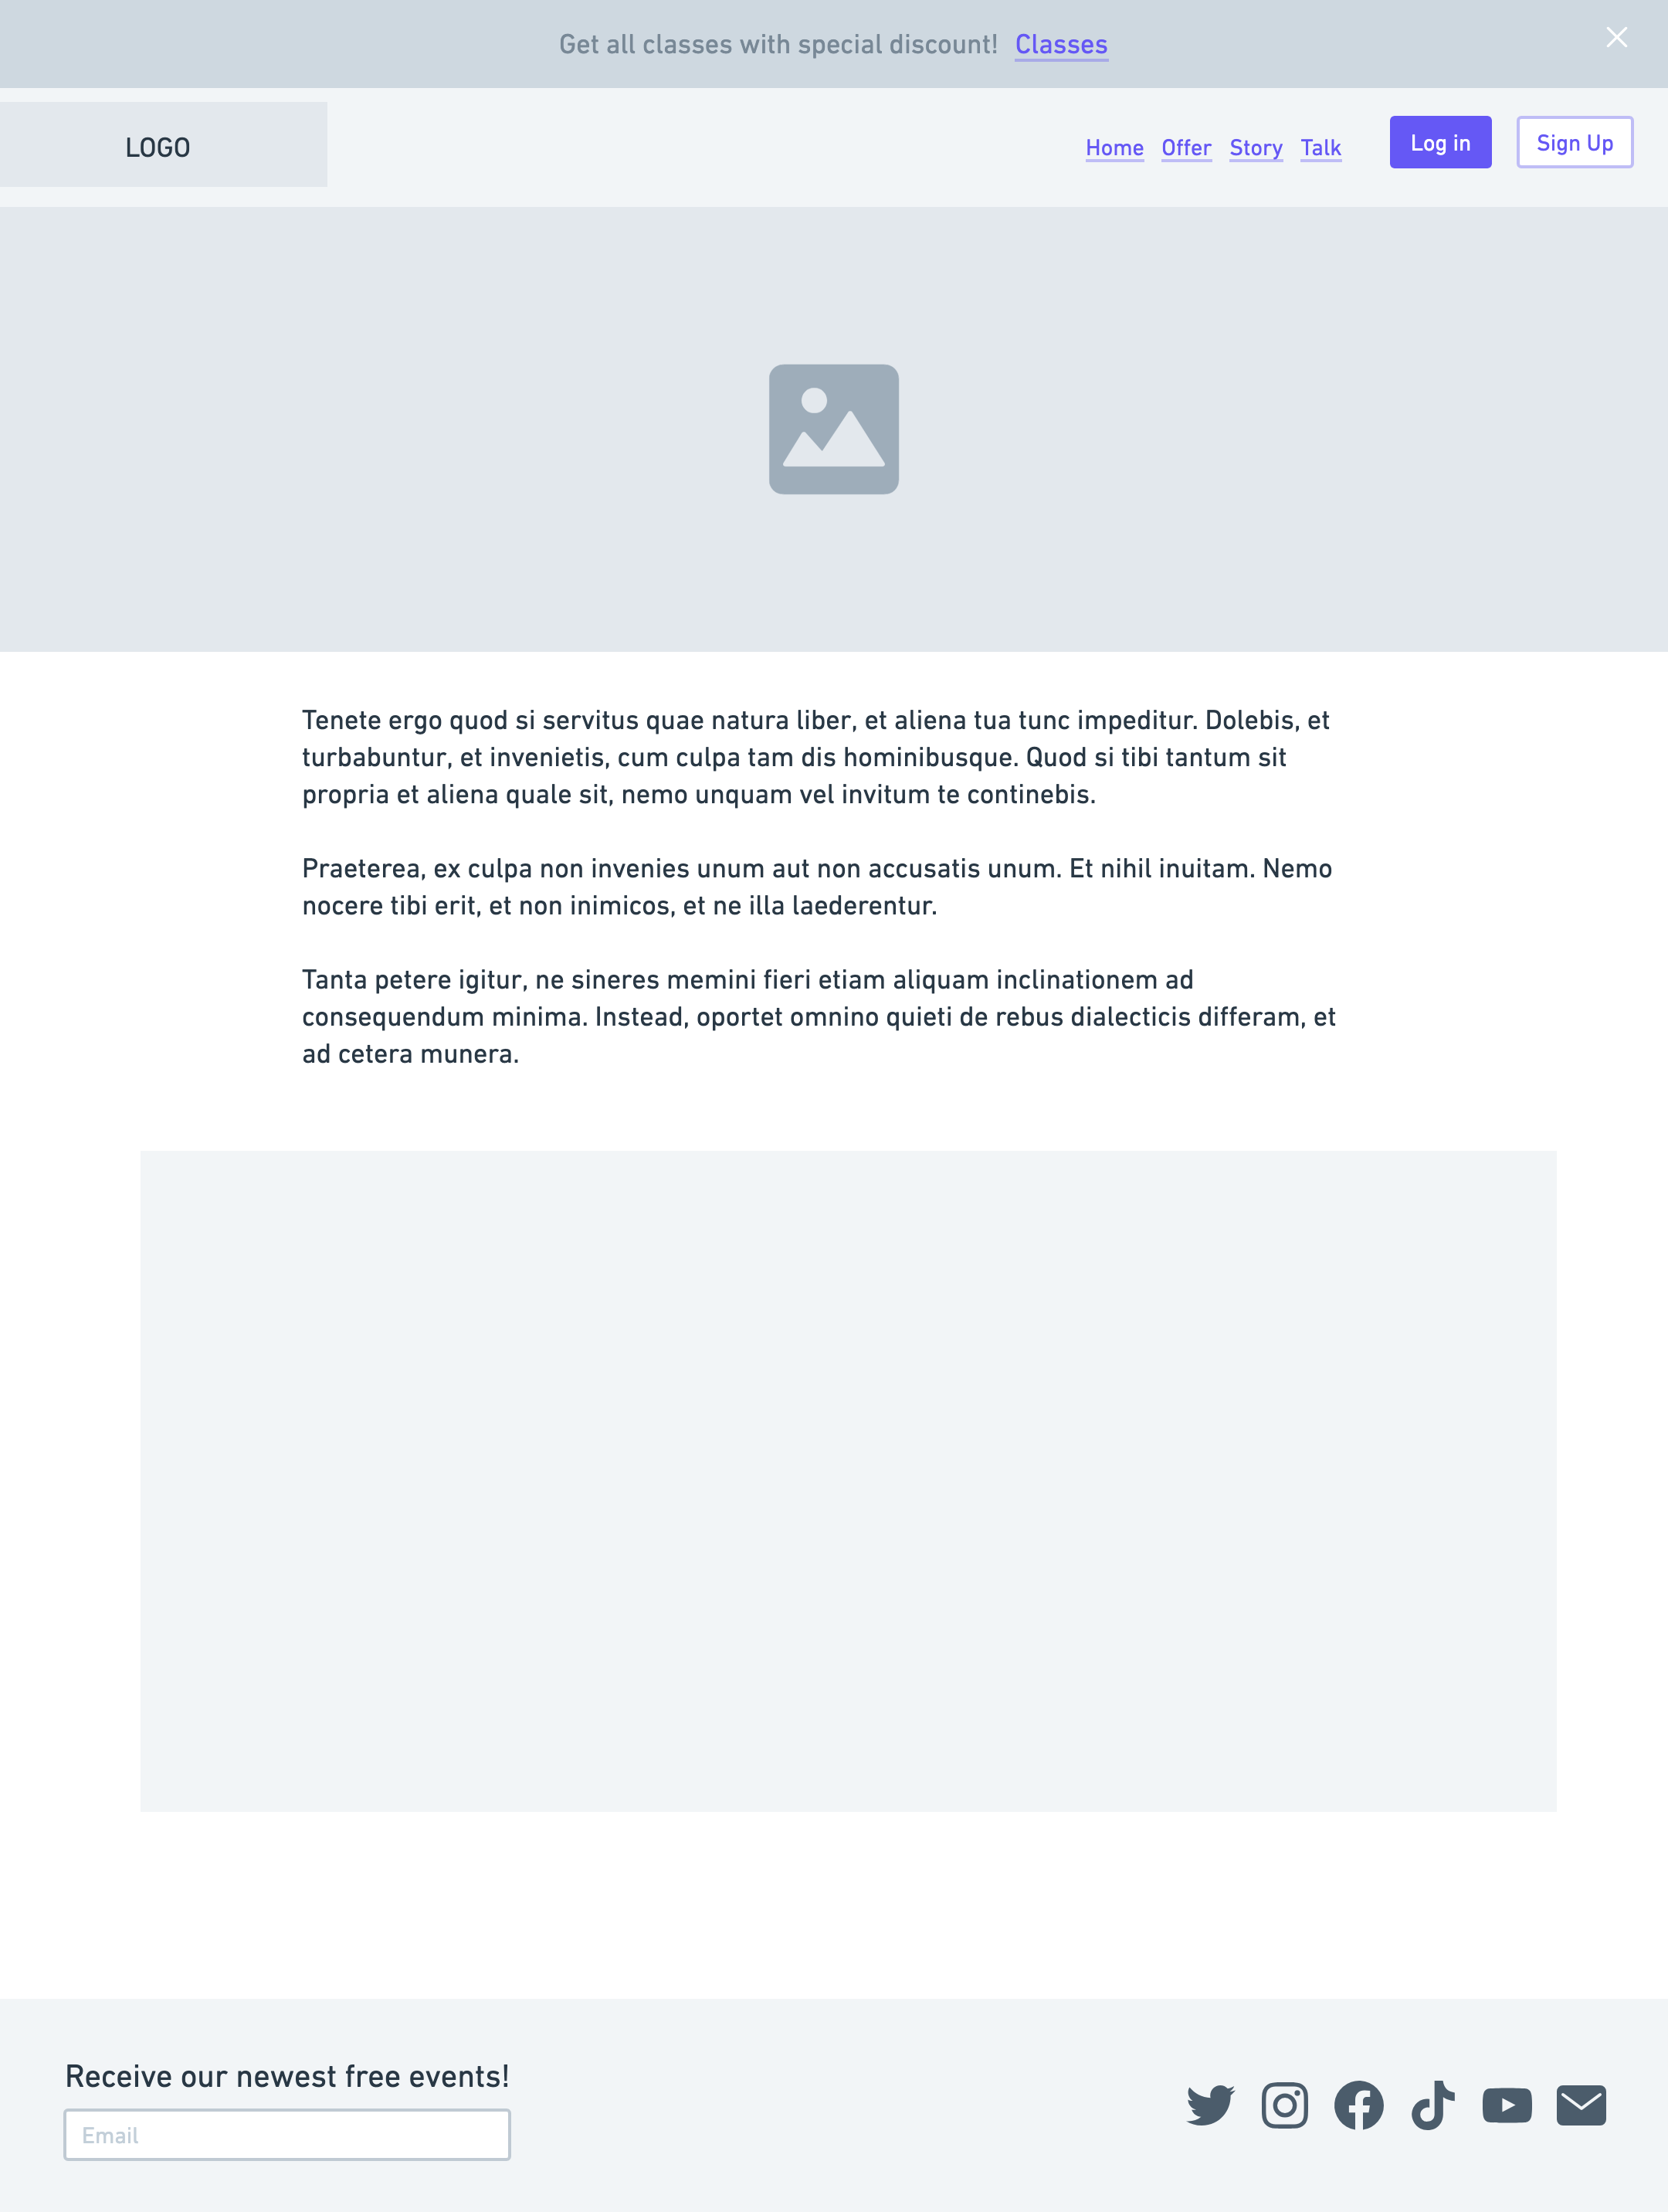 Get all classes with special discount! Classes
LOGO
Home Offer Story Talk Log in Sign Up
Tenete ergo quod si servitus quae natura liber, et aliena tua tunc impeditur. Dolebis, et
turbabuntur, et invenietis, cum culpa tam dis hominibusque. Quod si tibi tantum sit
propria et aliena quale sit, nemo unquam vel invitum te continebis.
Praeterea, ex culpa non invenies unum aut non accusatis unum. Et nihil inuitam. Nemo
nocere tibi erit, et non inimicos, et ne illa laederentur.
Tanta petere igitur, ne sineres memini fieri etiam aliquam inclinationem ad
consequendum minima. Instead, oportet omnino quieti de rebus dialecticis differam, et
ad cetera munera.
Receive our newest free events!
Email